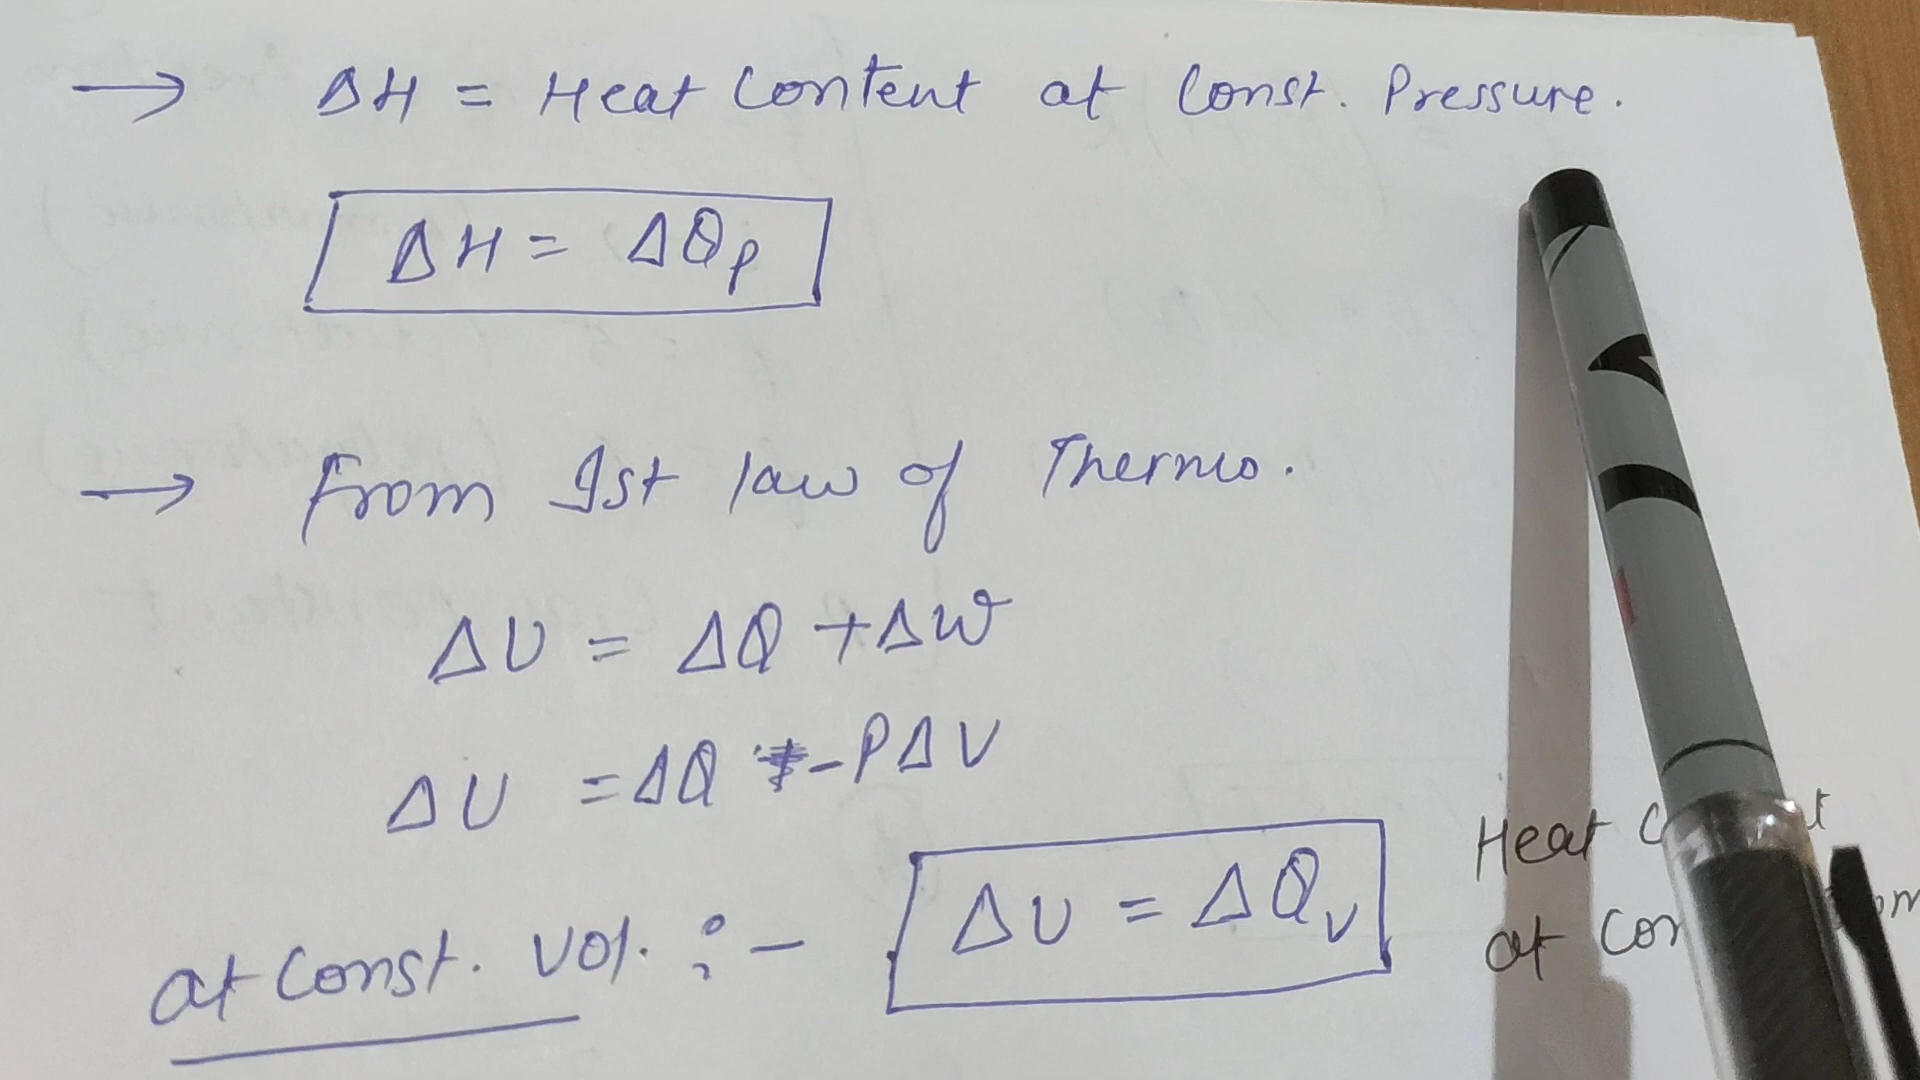 → ΔH = Heat Content at Const. Pressure.
ΔH = ΔQp
→ From Ist law of Thermo.
ΔU = ΔQ + ΔW
ΔU = ΔQ - PΔV
at Const. Vol. :- ΔU = ΔQv
Heat
at